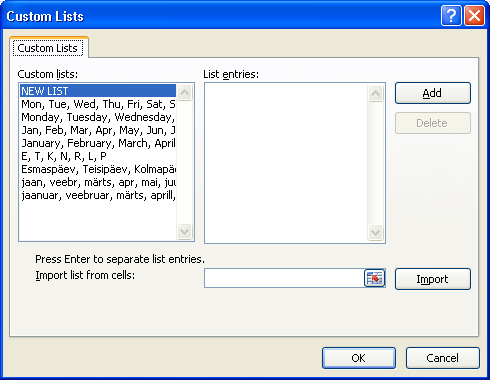 Custom Lists
Custom Lists
Custom lists:
List entries:
NEW LIST
Mon, Tue, Wed, Thu, Fri, Sat, S
Monday, Tuesday, Wednesday,
Jan, Feb, Mar, Apr, May, Jun, J
January, February, March, April
E, T, K, N, R, L, P
Esmaspäev, Teisipäev, Kolmapä
jaan, veebr, märts, apr, mai, juu
jaanuar, veebruar, märts, aprill,
Add
Delete
Press Enter to separate list entries.
Import list from cells:
Import
OK
Cancel